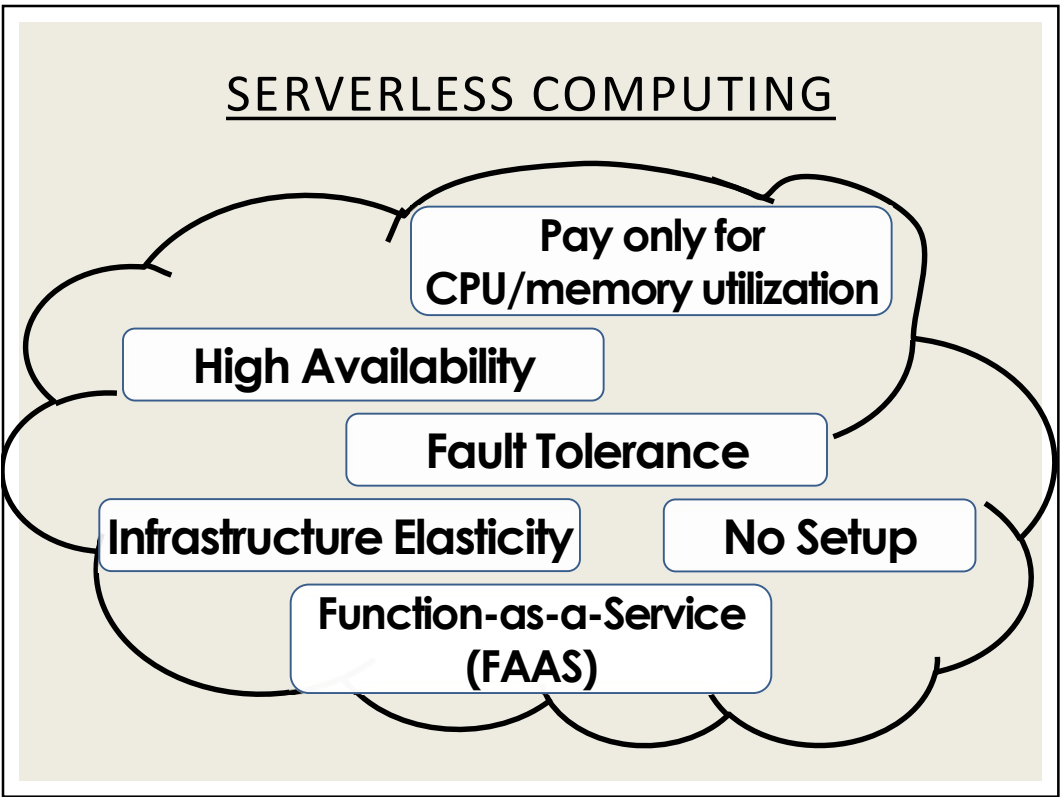 SERVERLESS COMPUTING
Pay only for
CPU/memory utilization
High Availability
Fault Tolerance
Infrastructure Elasticity
No Setup
Function-as-a-Service
(FAAS)